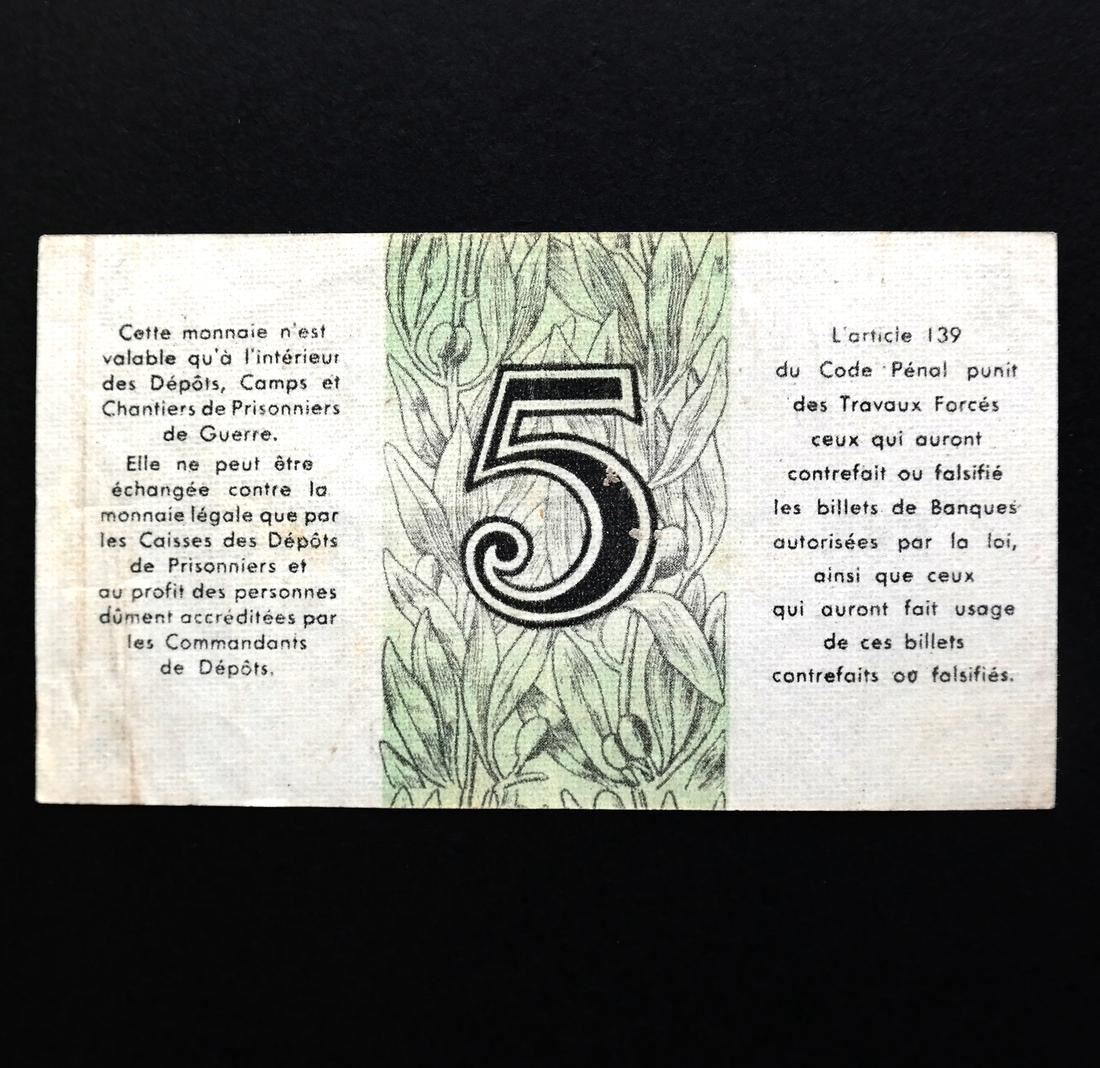 Cette monnaie n'est
valable qu'à l'intérieur
des Dépôts, Camps et
Chantiers de Prisonniers
de Guerre.
Elle ne peut être
échangée contre la
monnaie légale que par
les Caisses des Dépôts
de Prisonniers et
au profit des personnes
dûment accréditées par
les Commandants
de Dépôts.
5
L'article 139
du Code Pénal punit
des Travaux Forcés
ceux qui auront
contrefait ou falsifié
les billets de Banques
autorisées par la loi,
ainsi que ceux
qui auront fait usage
de ces billets
contrefaits ou falsifiés.